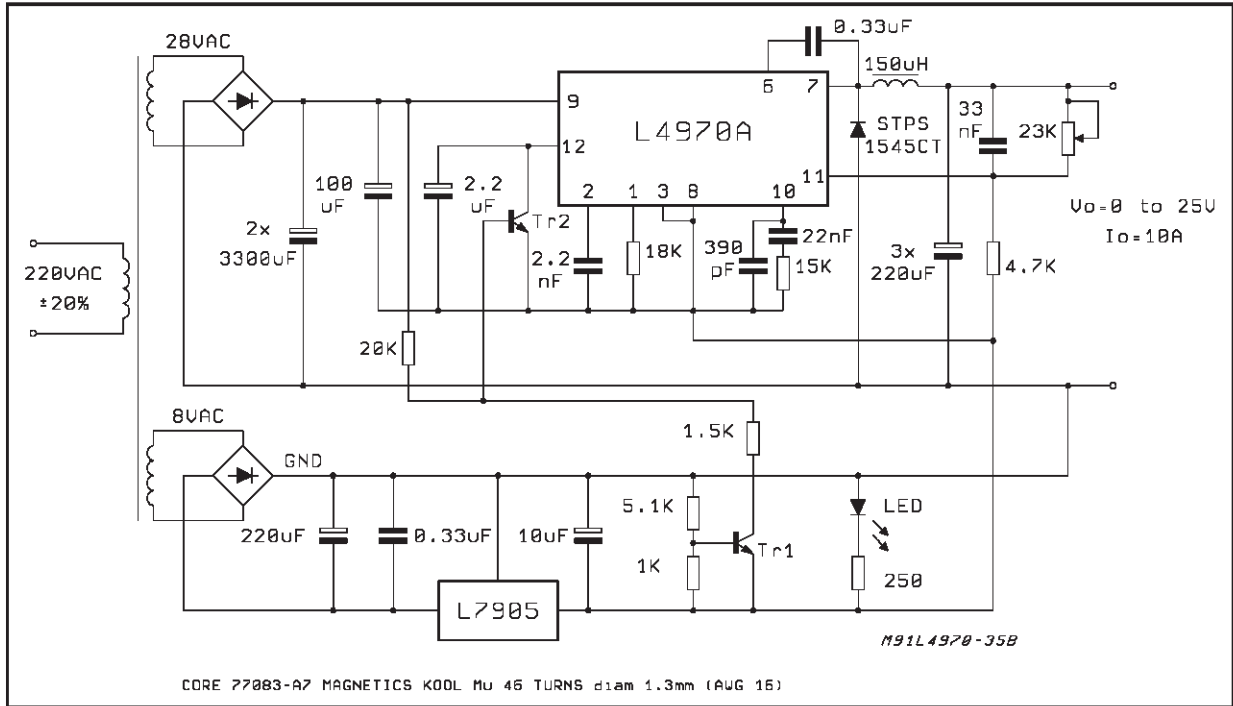 28VAC
0.33uF
150uH
6
7
9
L4970A
12
STPS
1545CT
33
nF
23K
11
100
uF
2.2
uF
2
1
3
8
10
Tr2
2x
3300uF
2.2
nF
18K
390
pF
22nF
15K
3x
220uF
4.7K
Vo=0 to 25V
Io=10A
220VAC
±20%
20K
8VAC
GND
1.5K
220uF
0.33uF
10uF
5.1K
1K
Tr1
LED
250
L7905
M91L4970-35B
CORE 77083-A7 MAGNETICS KOOL Mu 46 TURNS diam 1.3mm (AWG 16)